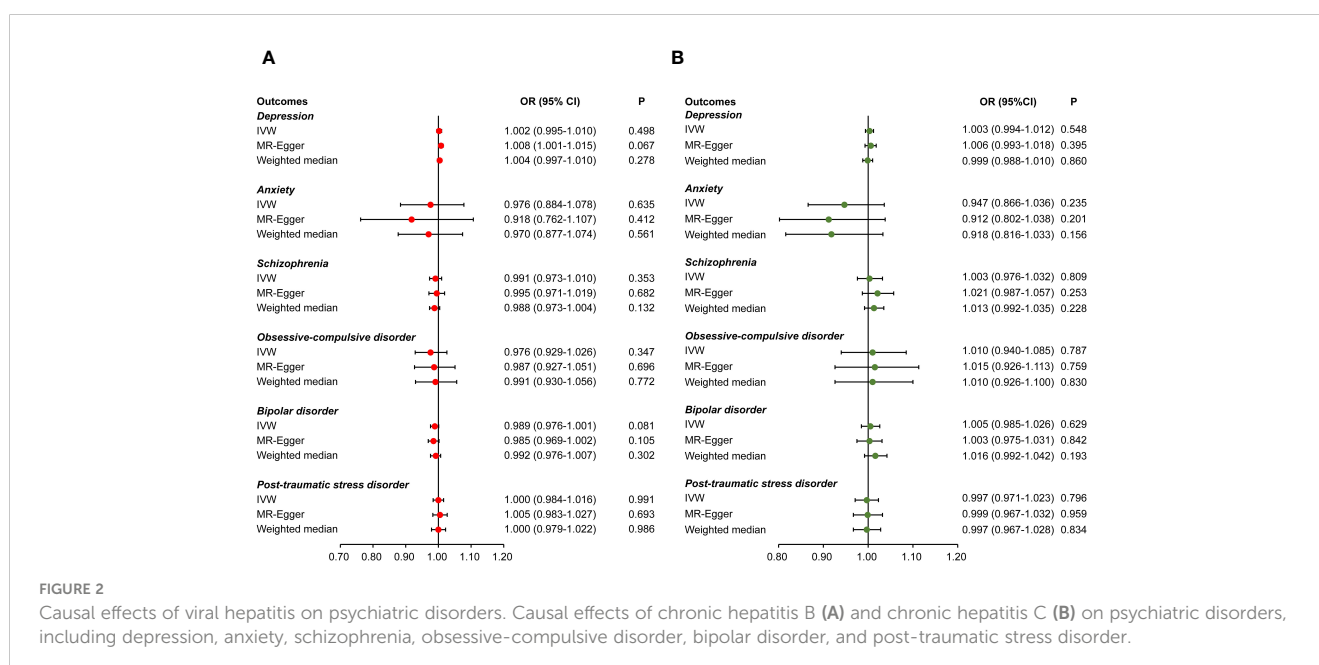 A
Outcomes OR (95% CI) P
Depression
IVW 1.002 (0.995-1.010) 0.498
MR-Egger 1.008 (1.001-1.015) 0.067
Weighted median 1.004 (0.997-1.010) 0.278
Anxiety
IVW 0.976 (0.884-1.078) 0.635
MR-Egger 0.918 (0.762-1.107) 0.412
Weighted median 0.970 (0.877-1.074) 0.561
Schizophrenia
IVW 0.991 (0.973-1.010) 0.353
MR-Egger 0.995 (0.971-1.019) 0.682
Weighted median 0.988 (0.973-1.004) 0.132
Obsessive-compulsive disorder
IVW 0.976 (0.929-1.026) 0.347
MR-Egger 0.987 (0.927-1.051) 0.696
Weighted median 0.991 (0.930-1.056) 0.772
Bipolar disorder
IVW 0.989 (0.976-1.001) 0.081
MR-Egger 0.985 (0.969-1.002) 0.105
Weighted median 0.992 (0.976-1.007) 0.302
Post-traumatic stress disorder
IVW 1.000 (0.984-1.016) 0.991
MR-Egger 1.005 (0.983-1.027) 0.693
Weighted median 1.000 (0.979-1.022) 0.986
0.70 0.80 0.90 1.00 1.10 1.20
B
Outcomes OR (95%CI) P
Depression
IVW 1.003 (0.994-1.012) 0.548
MR-Egger 1.006 (0.993-1.018) 0.395
Weighted median 0.999 (0.988-1.010) 0.860
Anxiety
IVW 0.947 (0.866-1.036) 0.235
MR-Egger 0.912 (0.802-1.038) 0.201
Weighted median 0.918 (0.816-1.033) 0.156
Schizophrenia
IVW 1.003 (0.976-1.032) 0.809
MR-Egger 1.021 (0.987-1.057) 0.253
Weighted median 1.013 (0.992-1.035) 0.228
Obsessive-compulsive disorder
IVW 1.010 (0.940-1.085) 0.787
MR-Egger 1.015 (0.926-1.113) 0.759
Weighted median 1.010 (0.926-1.100) 0.830
Bipolar disorder
IVW 1.005 (0.985-1.026) 0.629
MR-Egger 1.003 (0.975-1.031) 0.842
Weighted median 1.016 (0.992-1.042) 0.193
Post-traumatic stress disorder
IVW 0.997 (0.971-1.023) 0.796
MR-Egger 0.999 (0.967-1.032) 0.959
Weighted median 0.997 (0.967-1.028) 0.834
0.80 0.90 1.00 1.10 1.20
FIGURE 2
Causal effects of viral hepatitis on psychiatric disorders. Causal effects of chronic hepatitis B (A) and chronic hepatitis C (B) on psychiatric disorders,
including depression, anxiety, schizophrenia, obsessive-compulsive disorder, bipolar disorder, and post-traumatic stress disorder.